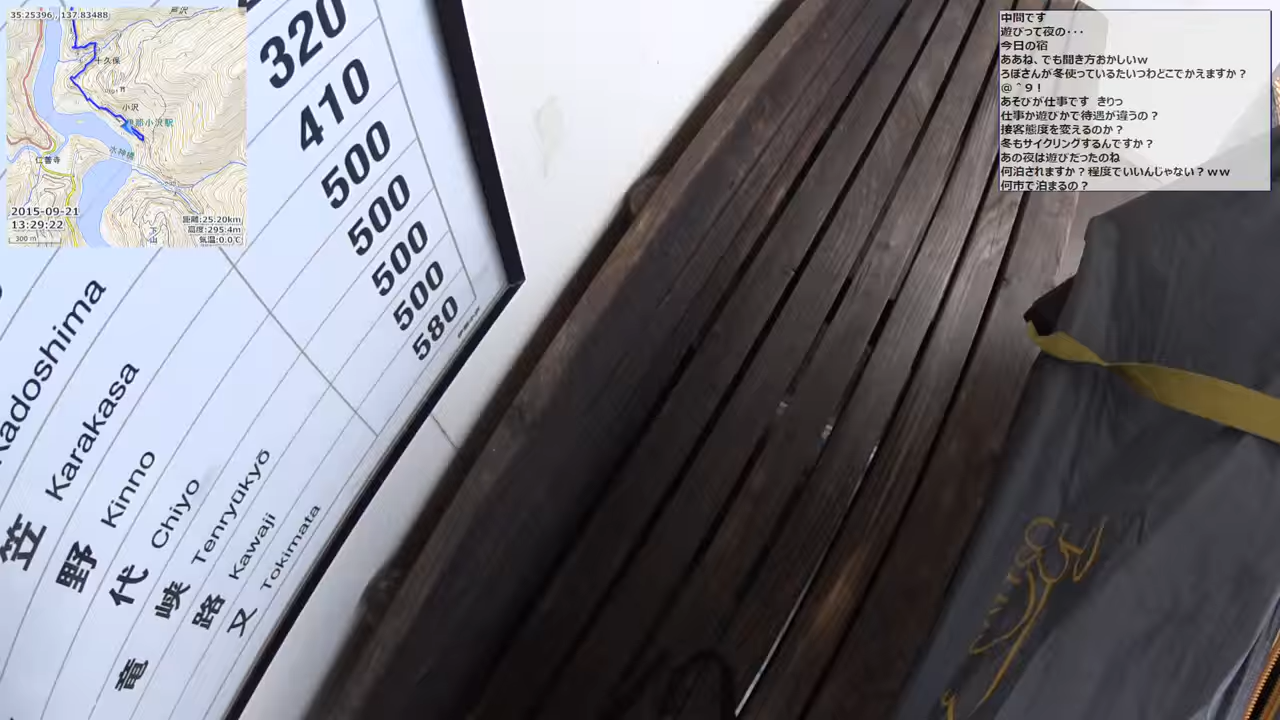 35.25396 , 137.83488
芦沢
十久保
小沢
伊那小沢駅
水神橋
仁善寺
2015-09-21
13:29:22
距離:25.20km
高度:295.4m
気温:0.0℃
300 m
中間です
遊びって夜の・・・
今日の宿
ああね、でも聞き方おかしいｗ
ろぼさんが冬使っているたいつわどこでかえますか？
＠＾９！
あそびが仕事です　きりっ
仕事か遊びかで待遇が違うの？
接客態度を変えるのか？
冬もサイクリングするんですか？
あの夜は遊びだったのね
何泊されますか？程度でいいんじゃない？ｗｗ
何市て泊まるの？
320
410
500
500
500
500
580
Kadoshima
笠 Karakasa
野 Kinno
代 Chiyo
竜 峡 Tenryūkyō
路 Kawaji
又 Tokimata